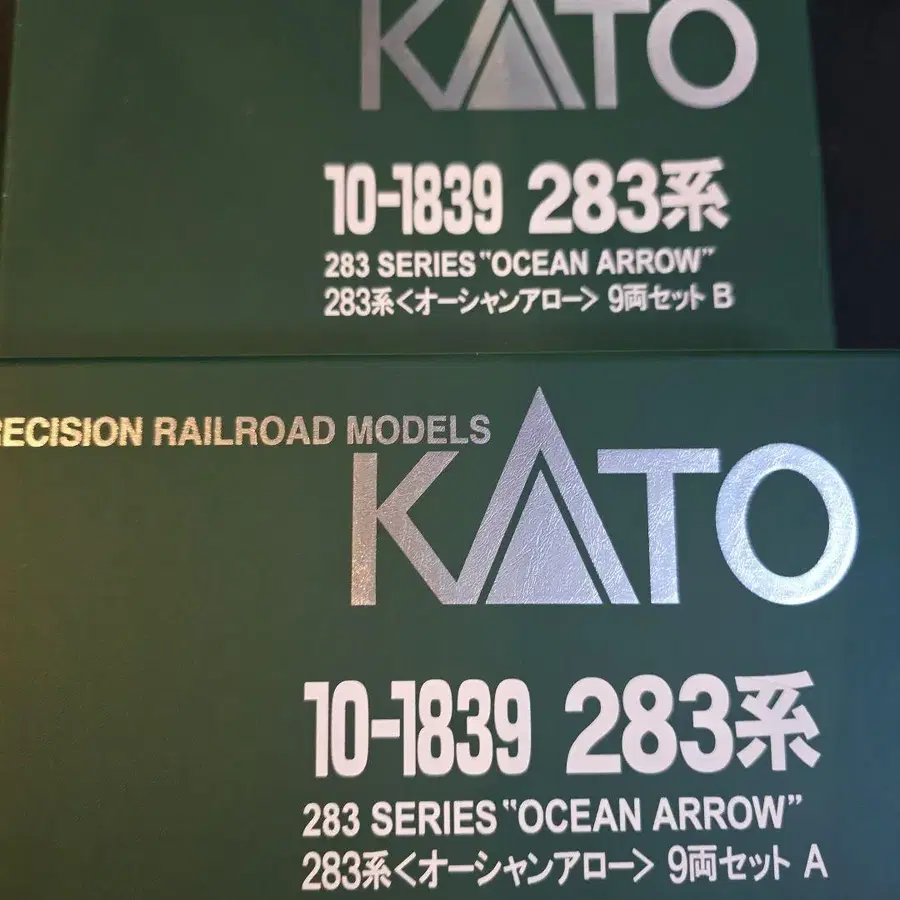 KATO
10-1839 283系
283 SERIES "OCEAN ARROW"
283系<オーシャンアロー> 9両セット B
RECISION RAILROAD MODELS
KATO
10-1839 283系
283 SERIES "OCEAN ARROW"
283系<オーシャンアロー> 9両セット A